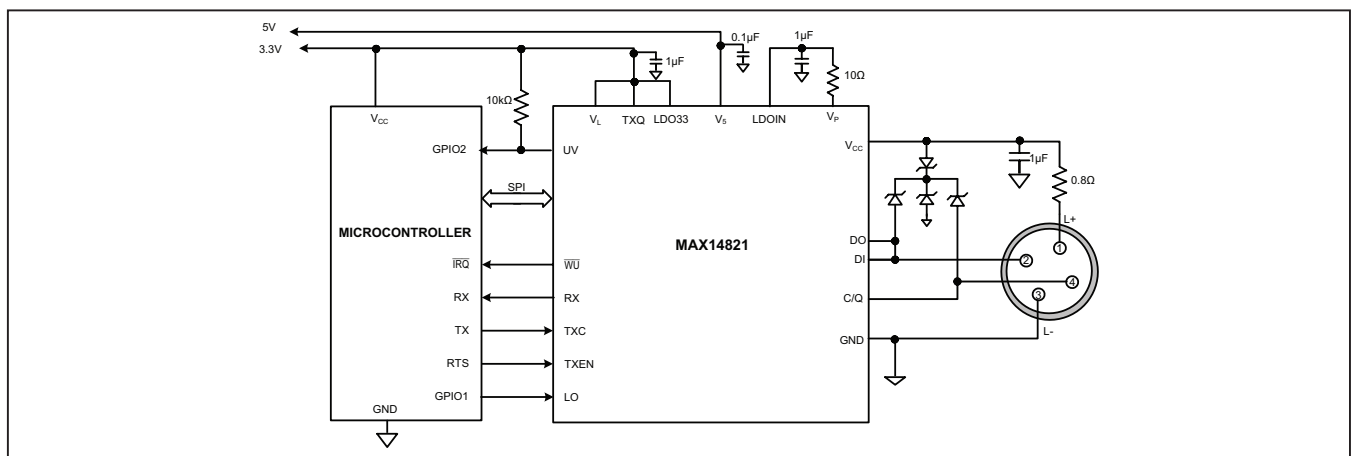 5V
3.3V
0.1µF
1µF
1µF
10Ω
10kΩ
VCC
VL
TXQ
LDO33
V5
LDOIN
VP
GPIO2
UV
VCC
1µF
0.8Ω
SPI
L+
MICROCONTROLLER
MAX14821
DO
DI
1
2
IRQ
WU
4
RX
RX
C/Q
3
TX
TXC
L-
GND
RTS
TXEN
GPIO1
LO
GND